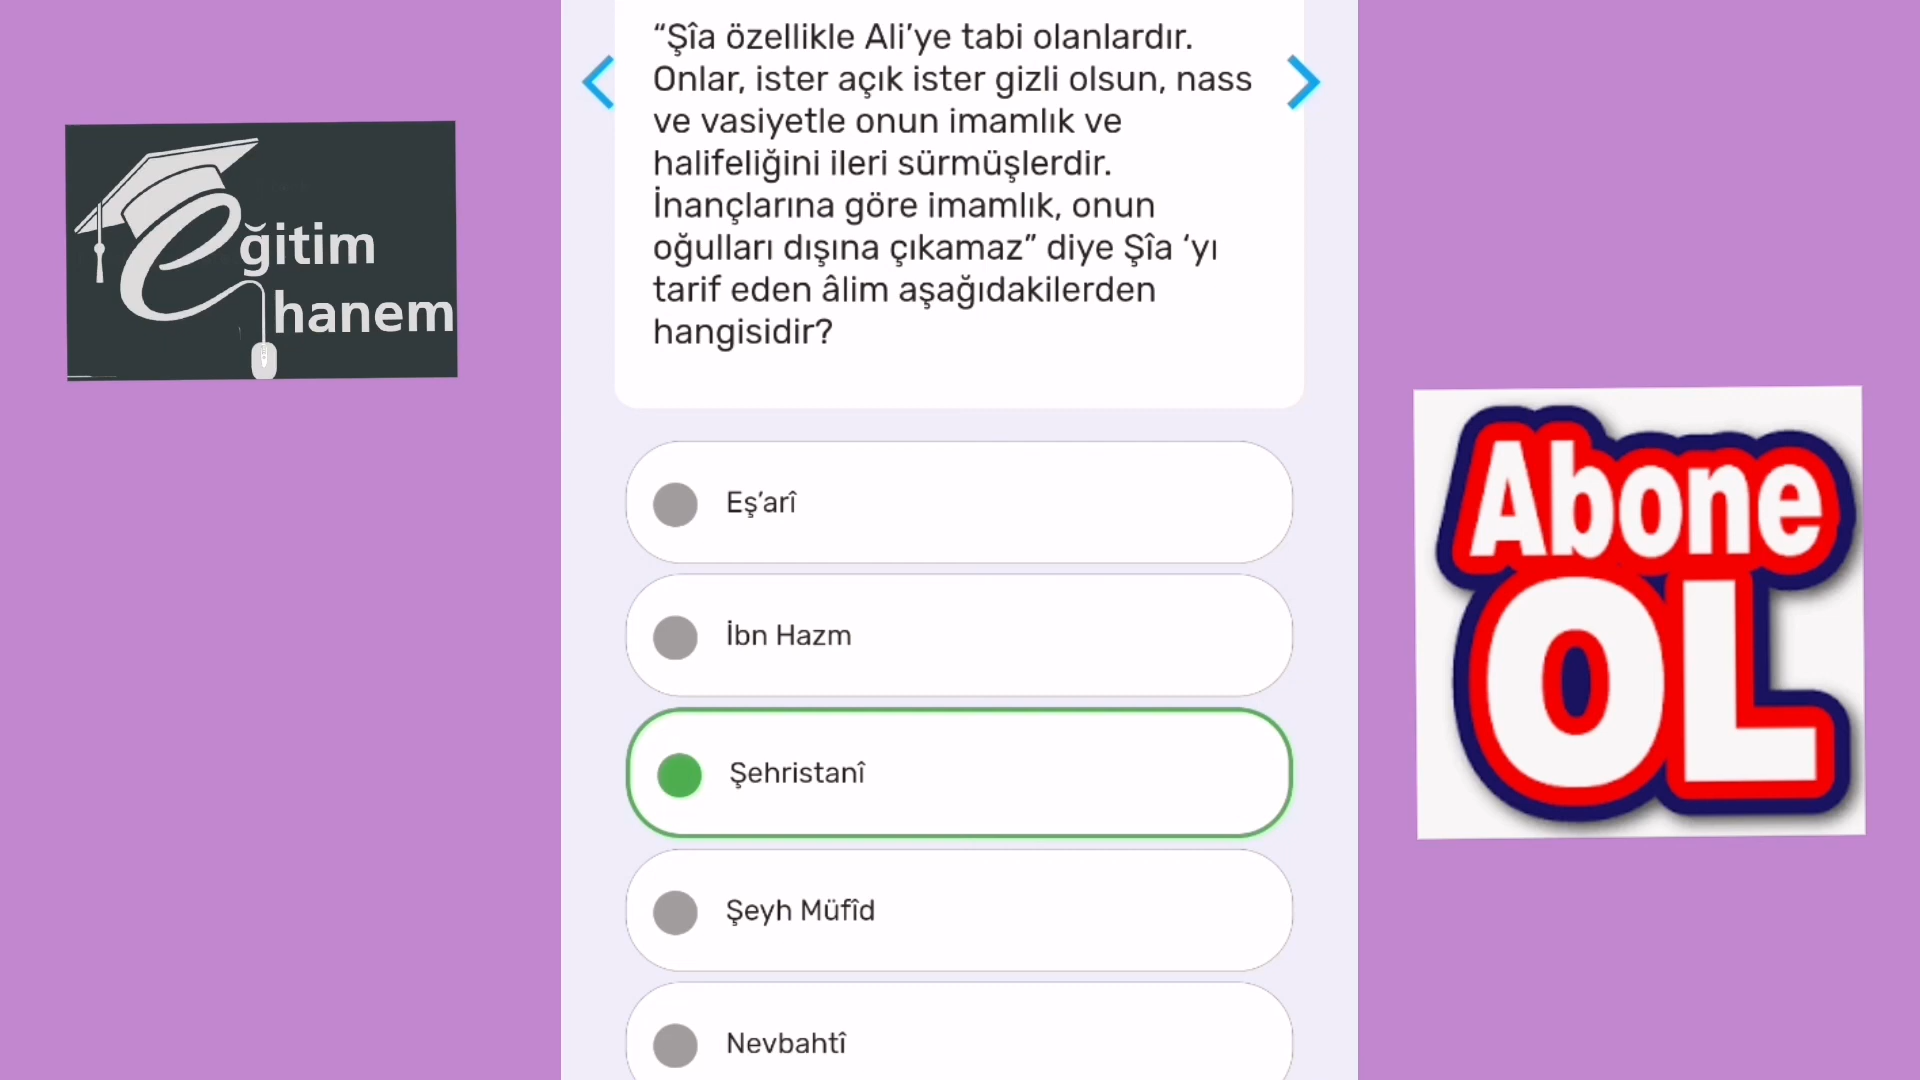 eğitim
hanem
“Şîa özellikle Ali’ye tabi olanlardır.
Onlar, ister açık ister gizli olsun, nass
ve vasiyetle onun imamlık ve
halifeliğini ileri sürmüşlerdir.
İnançlarına göre imamlık, onun
oğulları dışına çıkamaz” diye Şîa ‘yı
tarif eden âlim aşağıdakilerden
hangisidir?
Eş’arî
İbn Hazm
Şehristanî
Şeyh Müfîd
Nevbahtî
Abone
OL